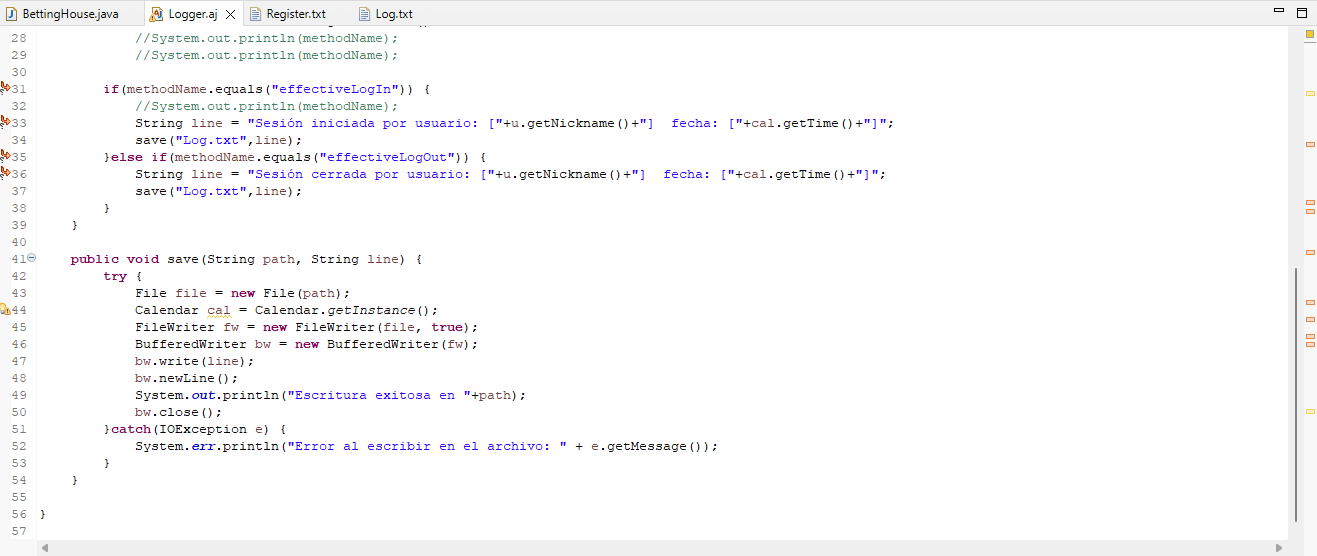 BettingHouse.java Logger.aj Register.txt Log.txt
28 //System.out.println(methodName);
29 //System.out.println(methodName);
30
31 if(methodName.equals("effectiveLogIn")) {
32 //System.out.println(methodName);
33 String line = "Sesión iniciada por usuario: ["+u.getNickname()+"]  fecha: ["+cal.getTime()+"]";
34 save("Log.txt",line);
35 }else if(methodName.equals("effectiveLogOut")) {
36 String line = "Sesión cerrada por usuario: ["+u.getNickname()+"]  fecha: ["+cal.getTime()+"]";
37 save("Log.txt",line);
38 }
39 }
40
41 public void save(String path, String line) {
42 try {
43 File file = new File(path);
44 Calendar cal = Calendar.getInstance();
45 FileWriter fw = new FileWriter(file, true);
46 BufferedWriter bw = new BufferedWriter(fw);
47 bw.write(line);
48 bw.newLine();
49 System.out.println("Escritura exitosa en "+path);
50 bw.close();
51 }catch(IOException e) {
52 System.err.println("Error al escribir en el archivo: " + e.getMessage());
53 }
54 }
55
56 }
57